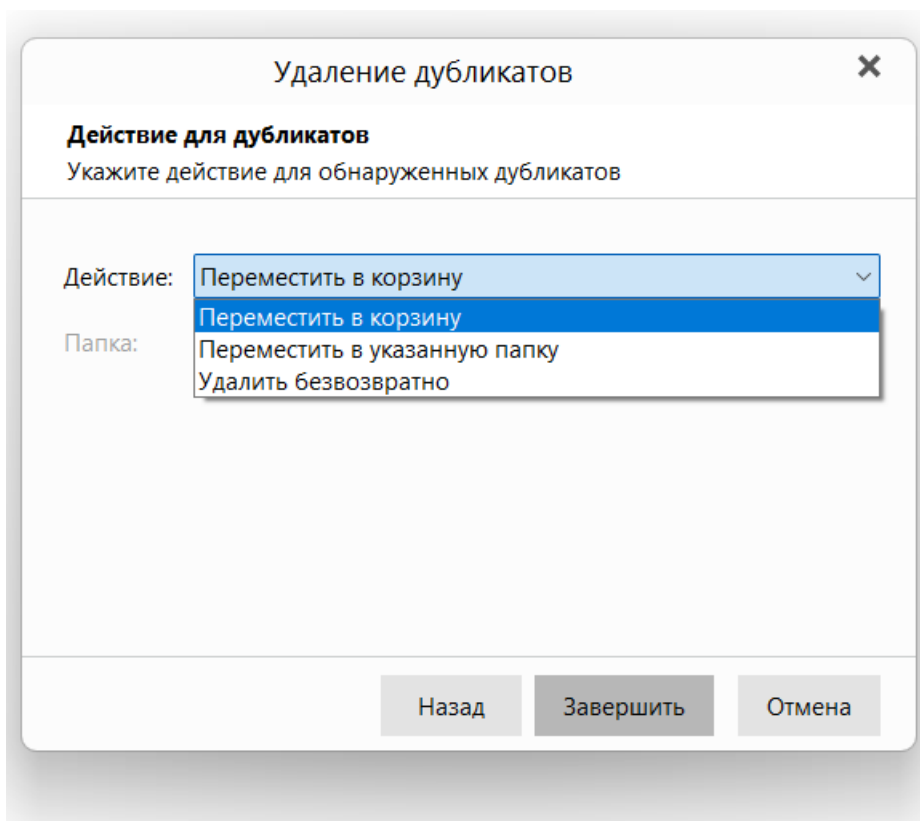 Удаление дубликатов
Действие для дубликатов
Укажите действие для обнаруженных дубликатов
Действие: Переместить в корзину
Переместить в корзину
Папка:
Переместить в указанную папку
Удалить безвозвратно
Назад Завершить Отмена